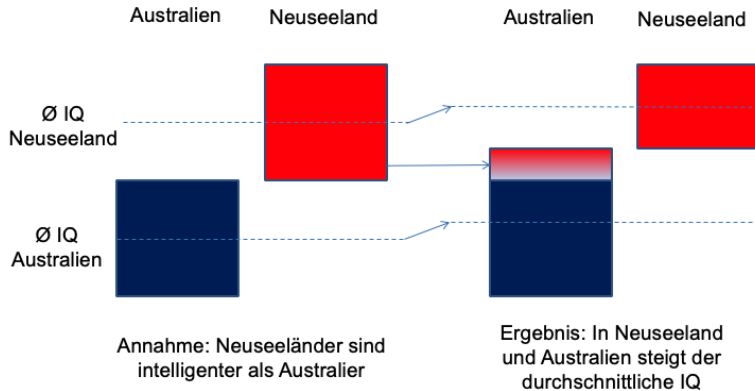 Australien
Neuseeland
Australien
Neuseeland
Ø IQ
Neuseeland
Ø IQ
Australien
Annahme: Neuseeländer sind
intelligenter als Australier
Ergebnis: In Neuseeland
und Australien steigt der
durchschnittliche IQ